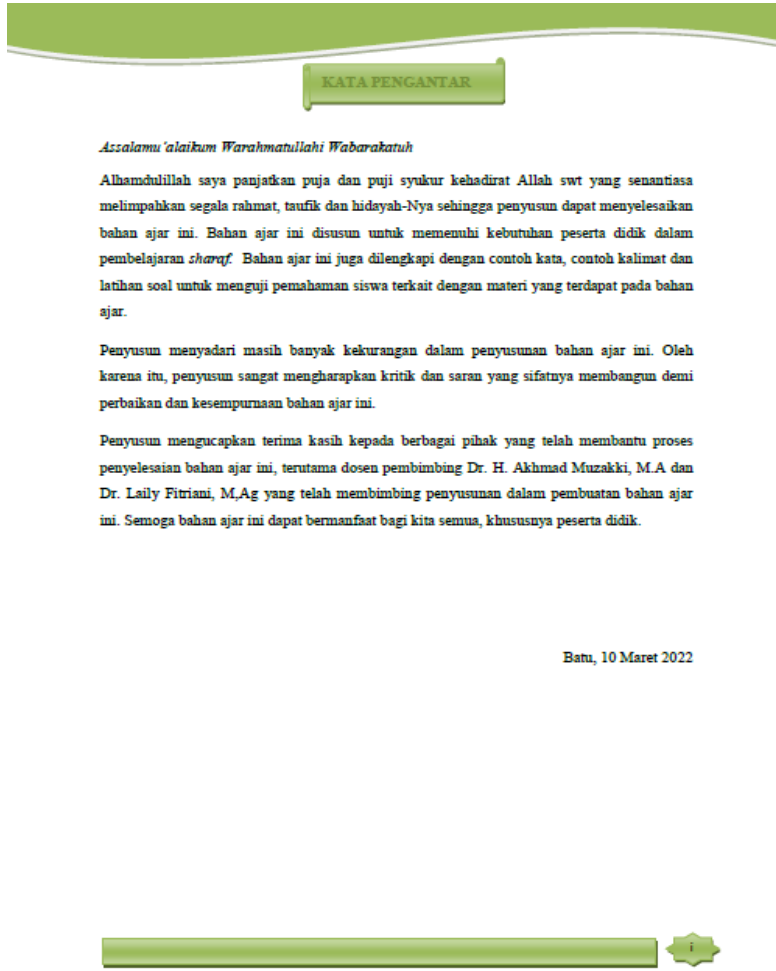 KATA PENGANTAR
Assalamu‘alaikum Warahmatullahi Wabarakatuh
Alhamdulillah saya panjatkan puja dan puji syukur kehadirat Allah swt yang senantiasa
melimpahkan segala rahmat, taufik dan hidayah-Nya sehingga penyusun dapat menyelesaikan
bahan ajar ini. Bahan ajar ini disusun untuk memenuhi kebutuhan peserta didik dalam
pembelajaran sharaf. Bahan ajar ini juga dilengkapi dengan contoh kata, contoh kalimat dan
latihan soal untuk menguji pemahaman siswa terkait dengan materi yang terdapat pada bahan
ajar.
Penyusun menyadari masih banyak kekurangan dalam penyusunan bahan ajar ini. Oleh
karena itu, penyusun sangat mengharapkan kritik dan saran yang sifatnya membangun demi
perbaikan dan kesempurnaan bahan ajar ini.
Penyusun mengucapkan terima kasih kepada berbagai pihak yang telah membantu proses
penyelesaian bahan ajar ini, terutama dosen pembimbing Dr. H. Akhmad Muzakki, M.A dan
Dr. Laily Fitriani, M,Ag yang telah membimbing penyusunan dalam pembuatan bahan ajar
ini. Semoga bahan ajar ini dapat bermanfaat bagi kita semua, khususnya peserta didik.
Batu, 10 Maret 2022
i